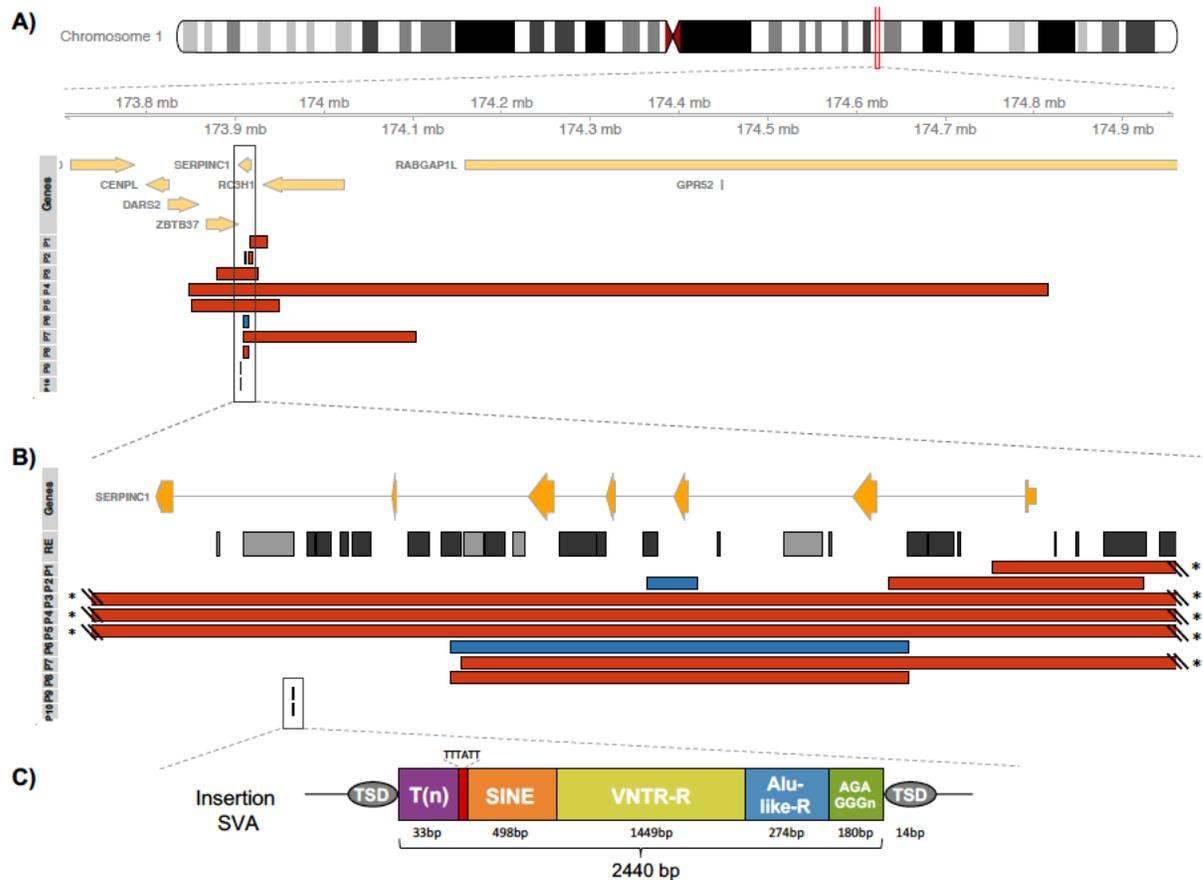 A)
Chromosome 1
173.8 mb 174 mb 174.2 mb 174.4 mb 174.6 mb 174.8 mb
173.9 mb 174.1 mb 174.3 mb 174.5 mb 174.7 mb 174.9 mb
Genes
SERPINC1 RABGAP1L
CENPL RC3H1 GPR52
DARS2
ZBTB37
P1
P2
P3
P4
P5
P6
P7
P8
P9
P10
B)
Genes
SERPINC1
RE
P1 *
P2
* P3 *
* P4 *
* P5 *
P6
P7 *
P8
P9
P10
C)
TTTATT
Insertion
SVA
TSD T(n) SINE VNTR-R Alu-
like-R AGA
GGGn TSD
33bp 498bp 1449bp 274bp 180bp 14bp
2440 bp